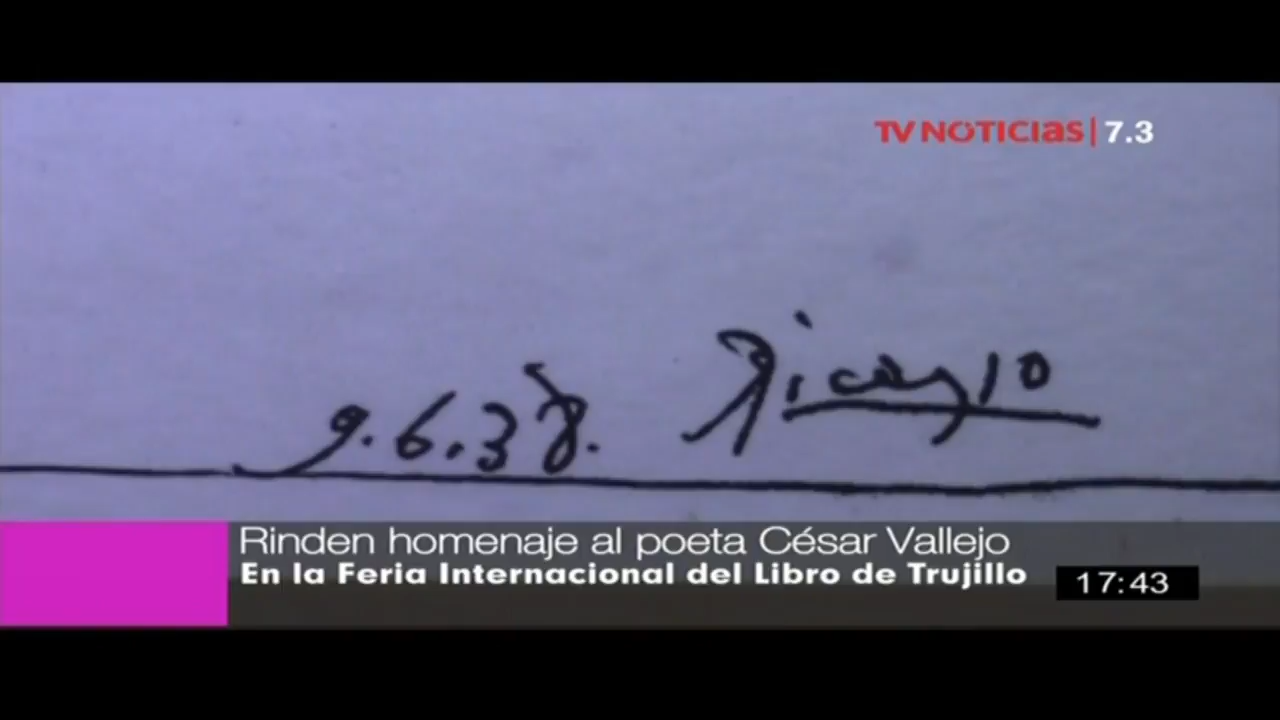 TV NOTICIAS | 7.3
9.6.38. Picasso
Rinden homenaje al poeta César Vallejo
En la Feria Internacional del Libro de Trujillo
17:43